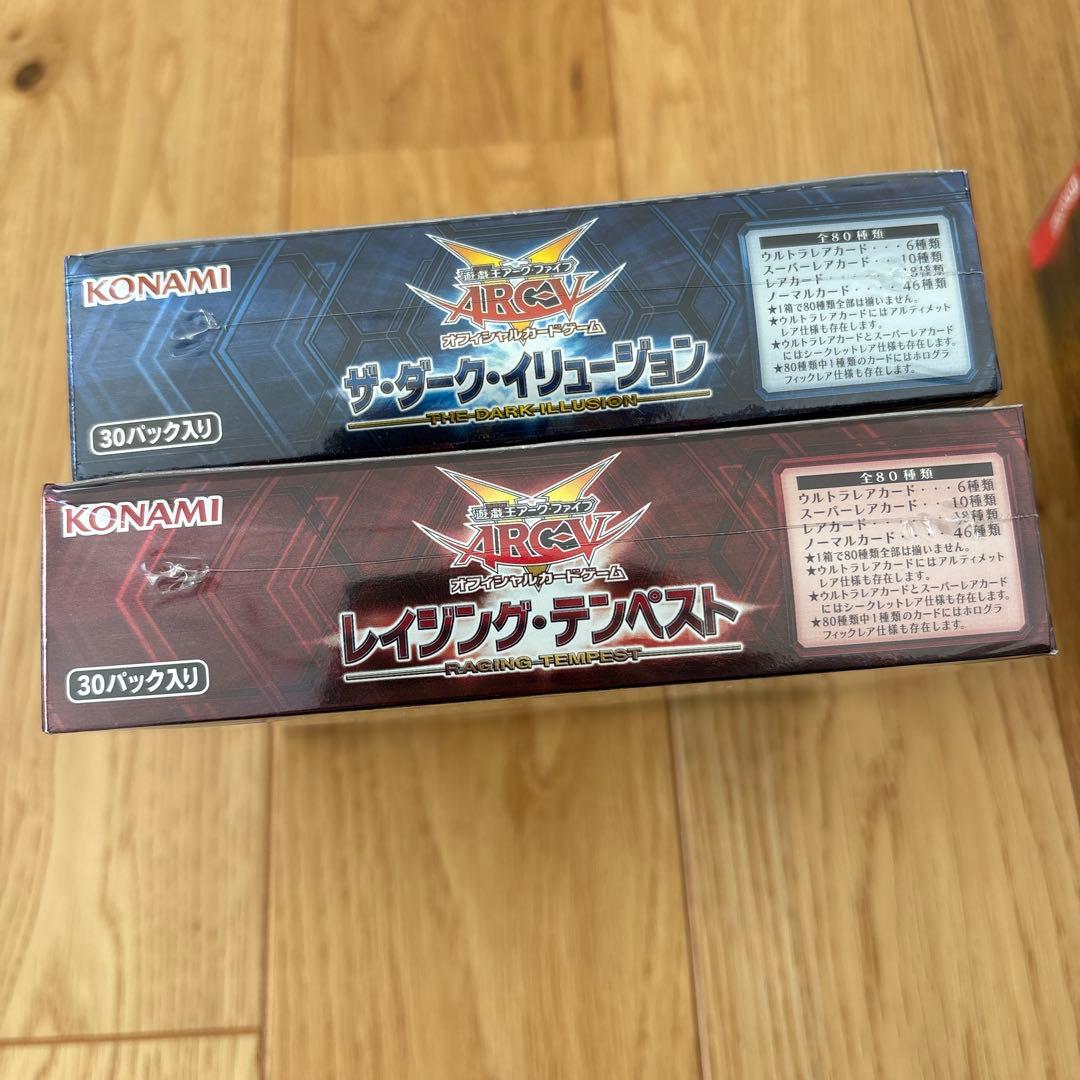 KONAMI
遊戯王アーク・ファイブ
ARC-V
オフィシャルカードゲーム
ザ・ダーク・イリュージョン
THE DARK ILLUSION
30パック入り
全80種類
ウルトラレアカード・・・6種類
スーパーレアカード・・・10種類
レアカード・・・18種類
ノーマルカード・・・46種類
★1箱で80種類全部は揃いません。
★ウルトラレアカードにはアルティメット
レア仕様も存在します。
★ウルトラレアカードとスーパーレアカード
にはシークレットレア仕様も存在します。
★80種類中1種類のカードにはホログラ
フィックレア仕様も存在します。
KONAMI
遊戯王アーク・ファイブ
ARC-V
オフィシャルカードゲーム
レイジング・テンペスト
RAGING TEMPEST
30パック入り
全80種類
ウルトラレアカード・・・6種類
スーパーレアカード・・・10種類
レアカード・・・18種類
ノーマルカード・・・46種類
★1箱で80種類全部は揃いません。
★ウルトラレアカードにはアルティメット
レア仕様も存在します。
★ウルトラレアカードとスーパーレアカード
にはシークレットレア仕様も存在します。
★80種類中1種類のカードにはホログラ
フィックレア仕様も存在します。